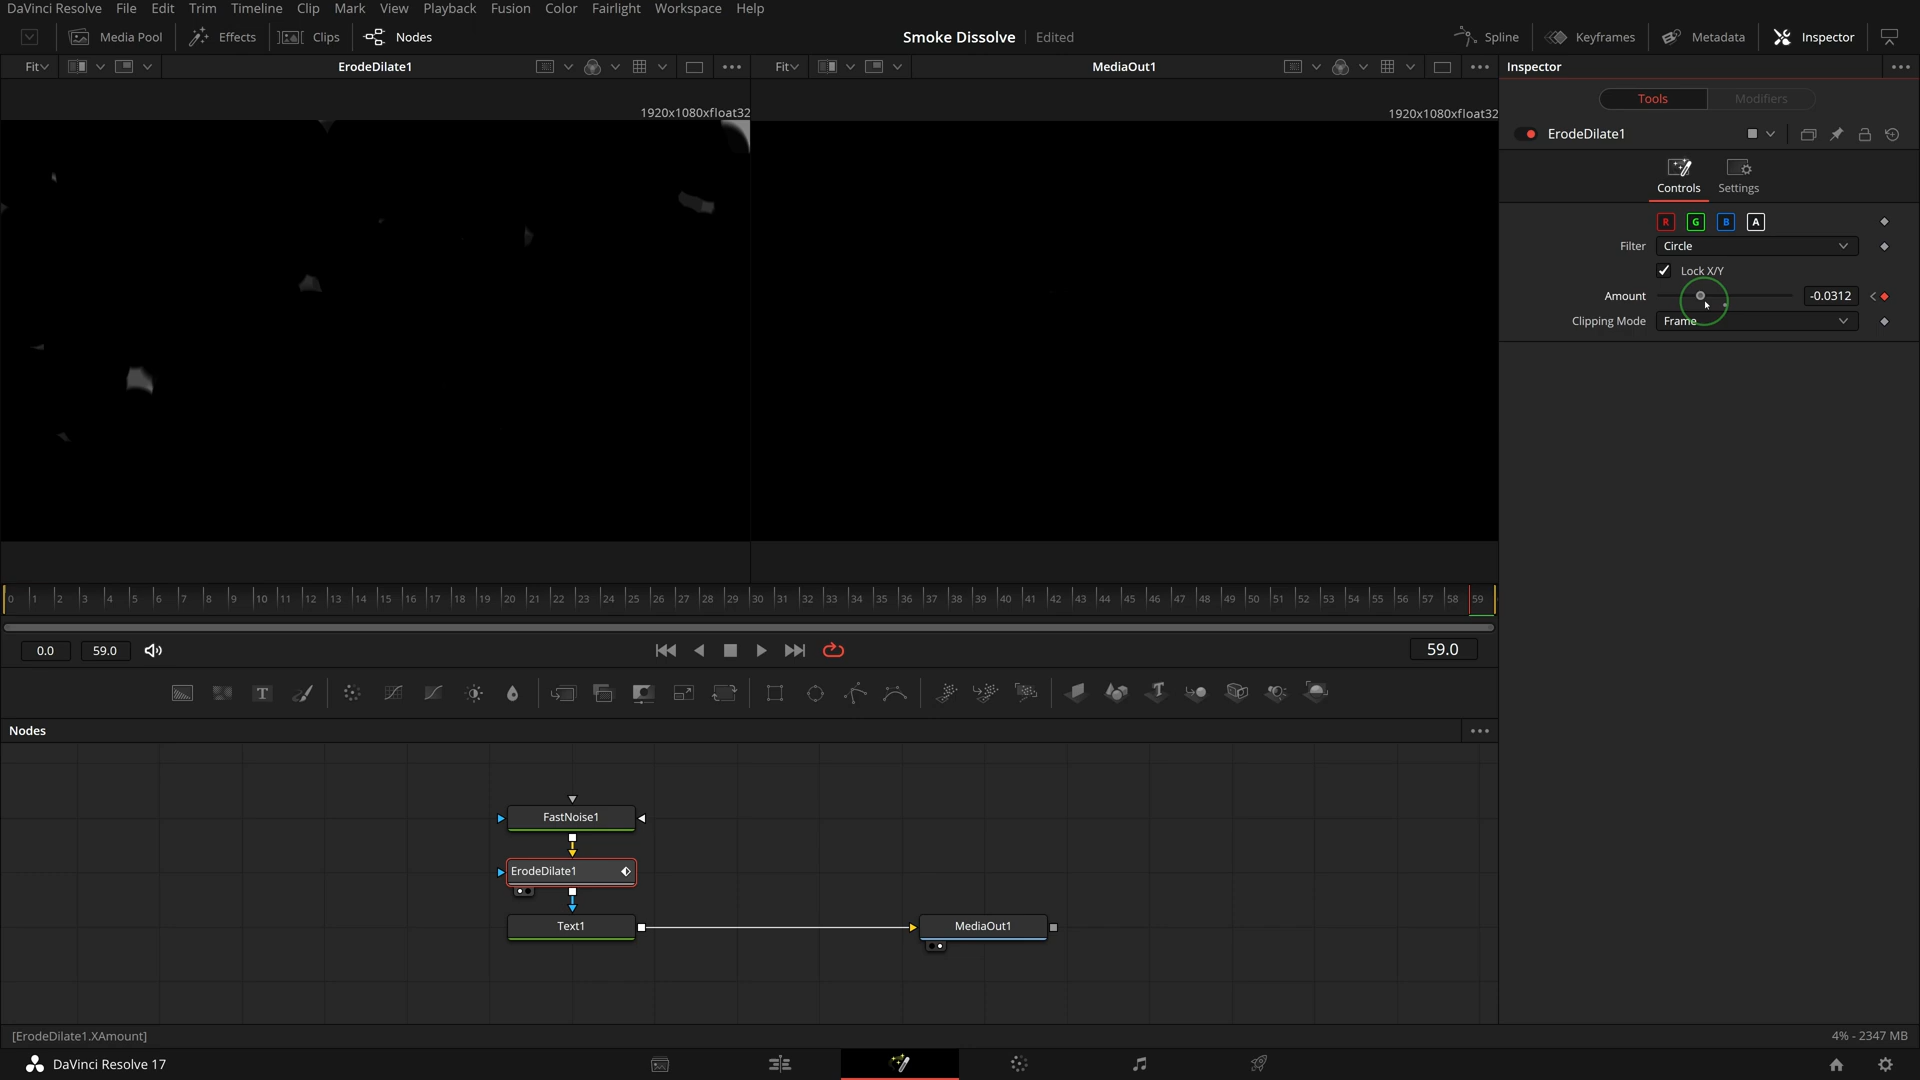 DaVinci Resolve File Edit Trim Timeline Clip Mark View Playback Fusion Color Fairlight Workspace Help
Media Pool Effects Clips Nodes Smoke Dissolve Edited Spline Keyframes Metadata Inspector
Fit ErodeDilate1 Fit MediaOut1 Inspector
Tools Modifiers
1920x1080xfloat32 1920x1080xfloat32
ErodeDilate1
Controls Settings
R G B A
Filter Circle
Lock X/Y
Amount -0.0312
Clipping Mode Frame
0 1 2 3 4 5 6 7 8 9 10 11 12 13 14 15 16 17 18 19 20 21 22 23 24 25 26 27 28 29 30 31 32 33 34 35 36 37 38 39 40 41 42 43 44 45 46 47 48 49 50 51 52 53 54 55 56 57 58 59
0.0 59.0 59.0
T
Nodes
FastNoise1
ErodeDilate1
Text1 MediaOut1
[ErodeDilate1.XAmount] 4% - 2347 MB
DaVinci Resolve 17